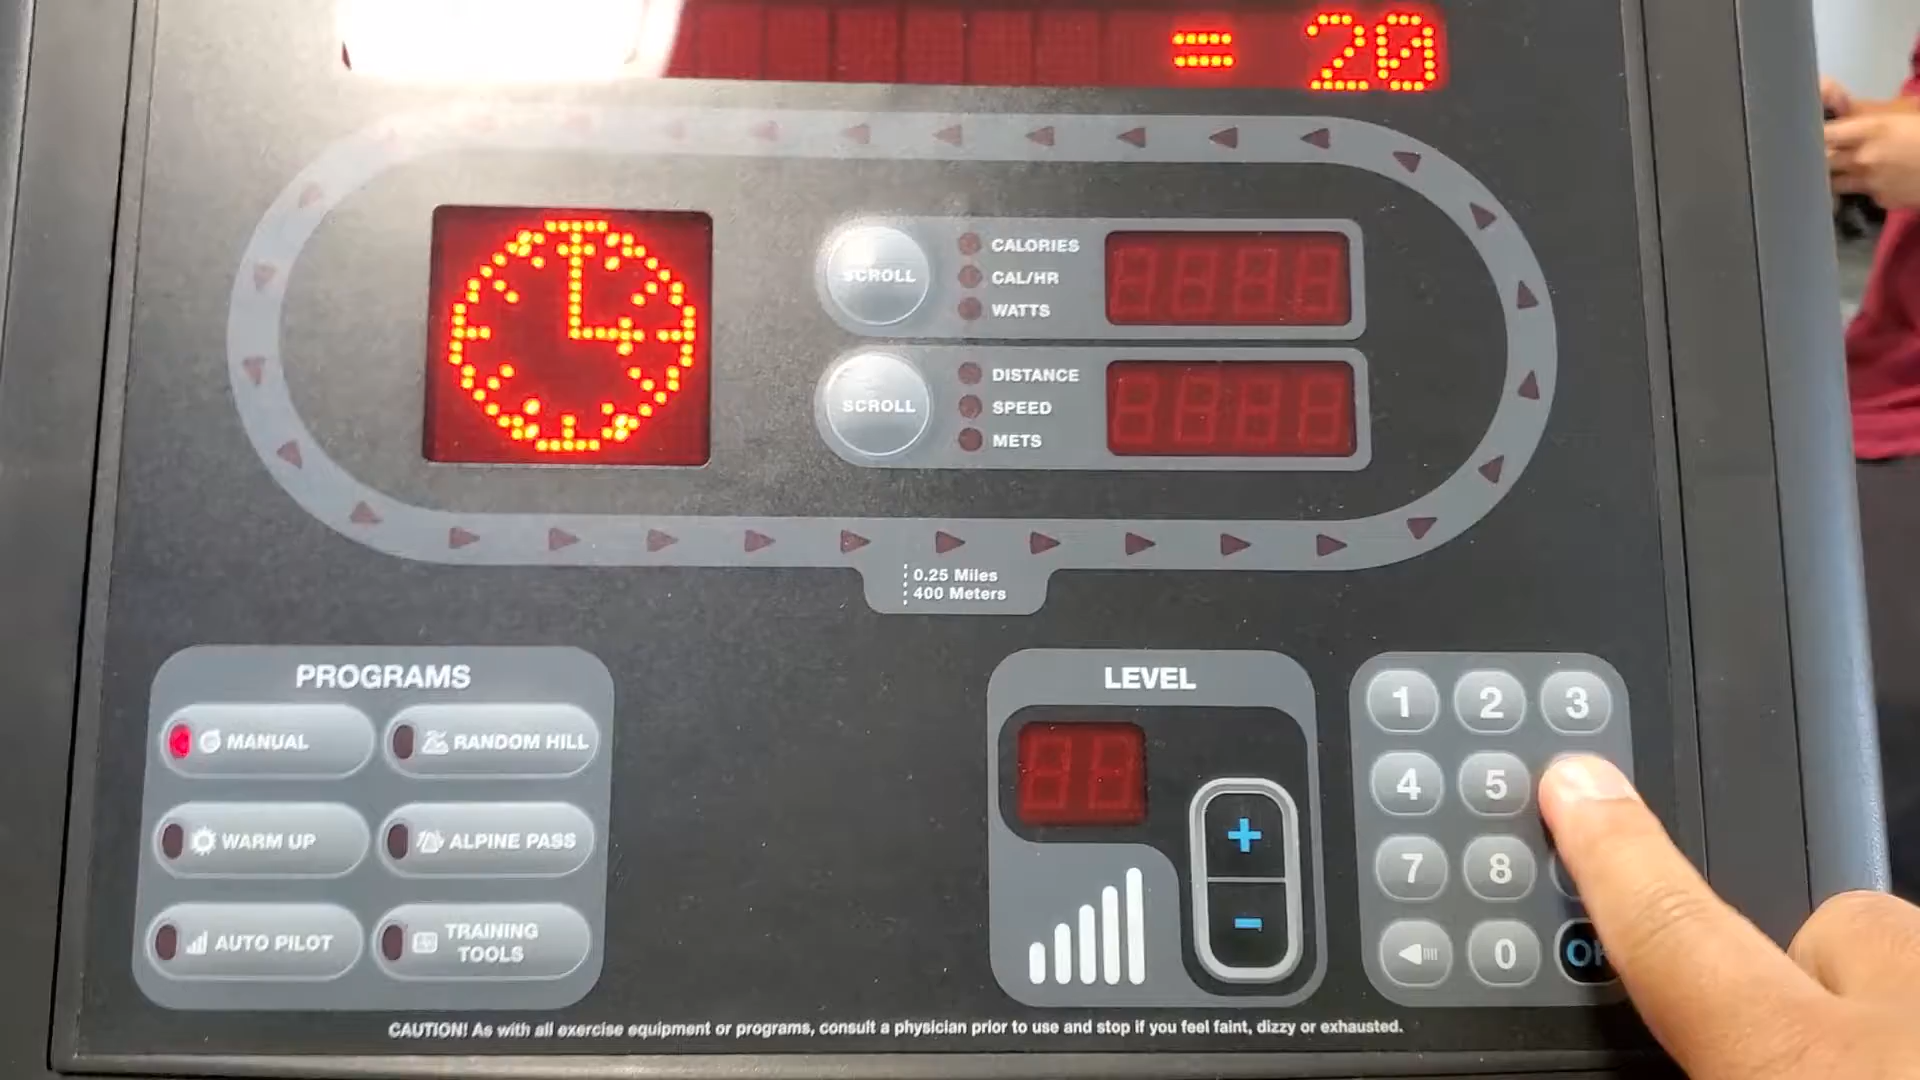 = 20
SCROLL
CALORIES
CAL/HR
WATTS
SCROLL
DISTANCE
SPEED
METS
0.25 Miles
400 Meters
PROGRAMS
MANUAL
RANDOM HILL
WARM UP
ALPINE PASS
AUTO PILOT
TRAINING
TOOLS
LEVEL
+
-
1 2 3
4 5
7 8
0
CAUTION! As with all exercise equipment or programs, consult a physician prior to use and stop if you feel faint, dizzy or exhausted.